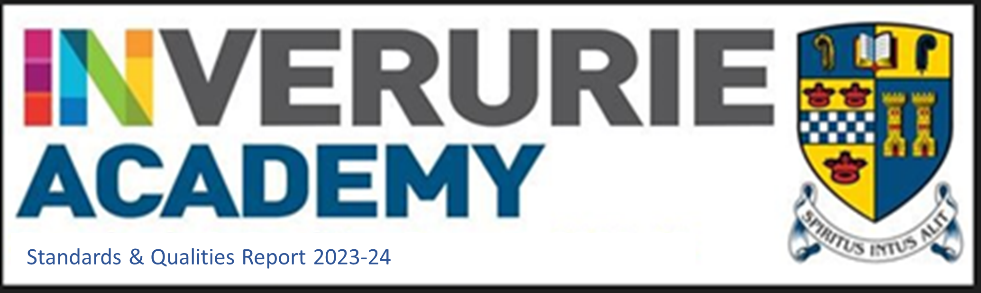 INVERURIE
ACADEMY
Standards & Qualities Report 2023-24
SPIRITUS INTUS ALIT